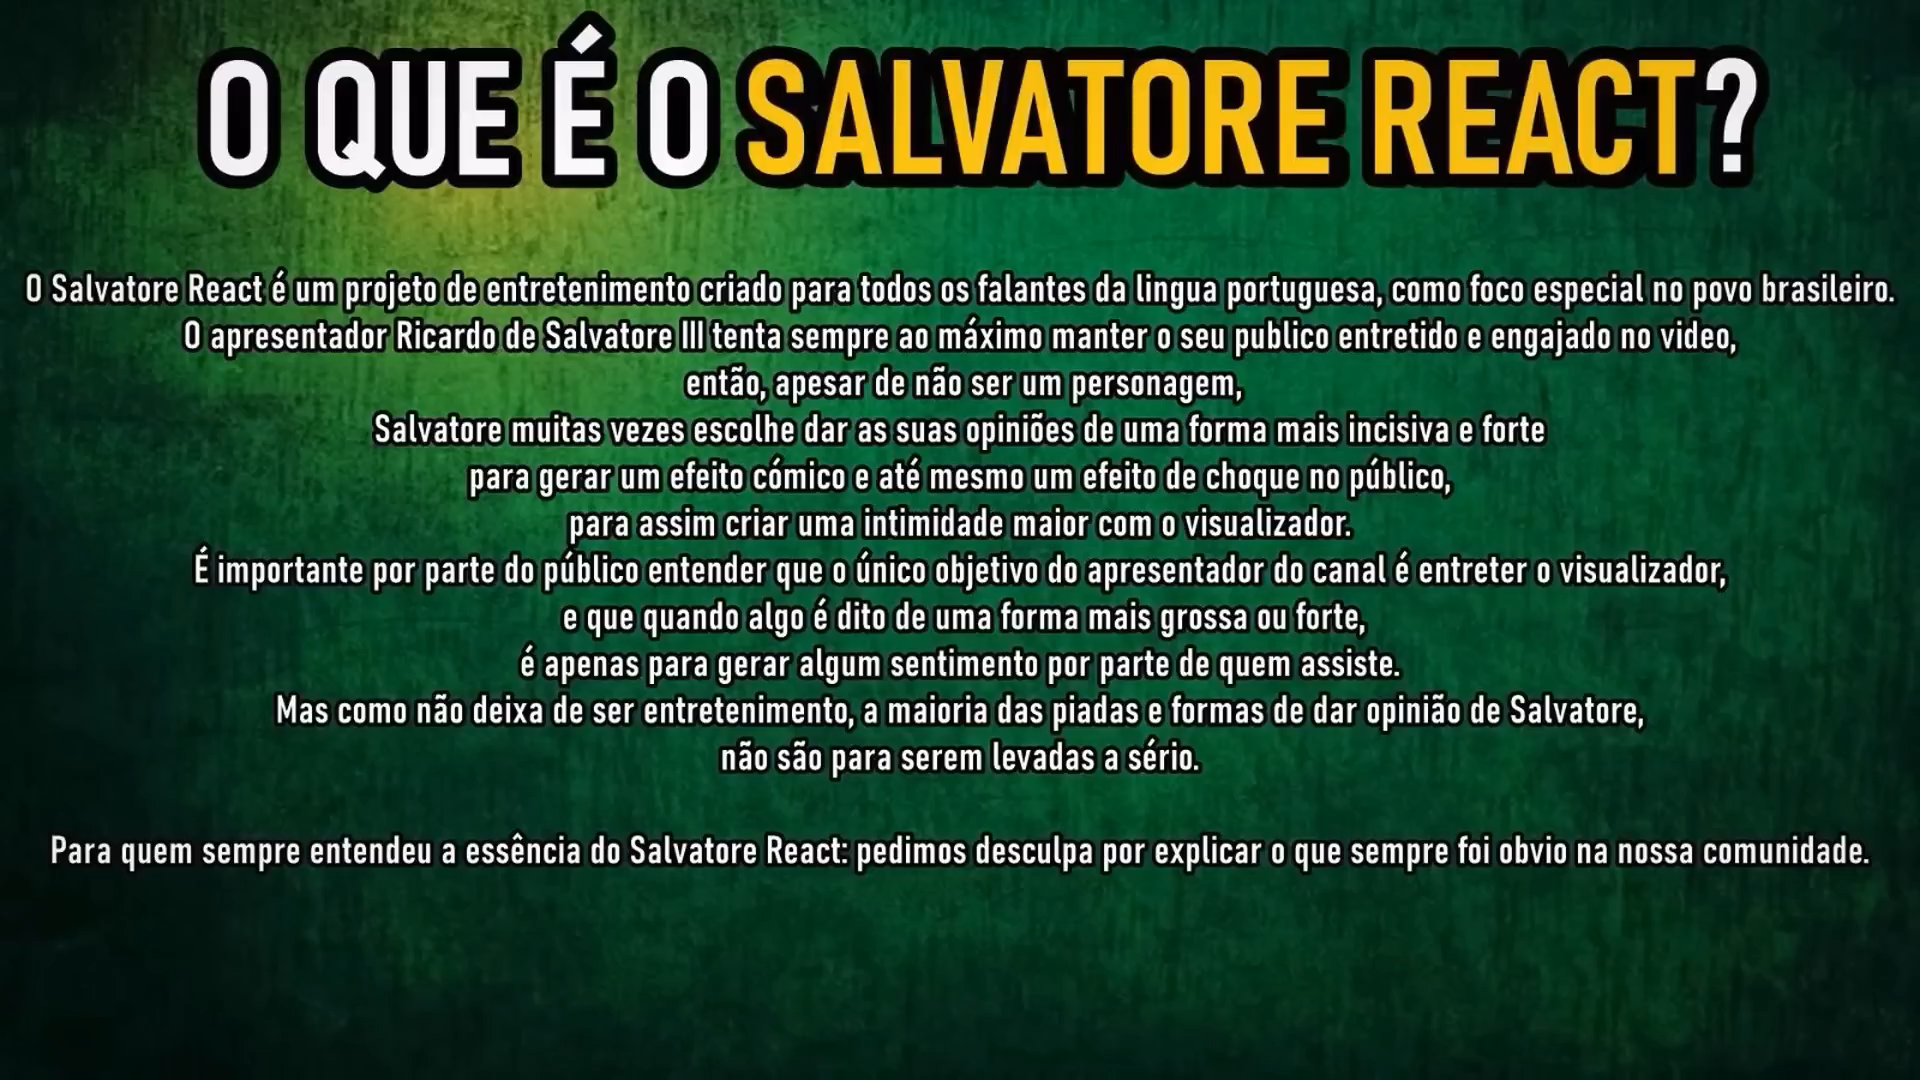 O QUE É O SALVATORE REACT?
O Salvatore React é um projeto de entretenimento criado para todos os falantes da lingua portuguesa, como foco especial no povo brasileiro.
O apresentador Ricardo de Salvatore III tenta sempre ao máximo manter o seu publico entretido e engajado no video,
então, apesar de não ser um personagem,
Salvatore muitas vezes escolhe dar as suas opiniões de uma forma mais incisiva e forte
para gerar um efeito cómico e até mesmo um efeito de choque no público,
para assim criar uma intimidade maior com o visualizador.
É importante por parte do público entender que o único objetivo do apresentador do canal é entreter o visualizador,
e que quando algo é dito de uma forma mais grossa ou forte,
é apenas para gerar algum sentimento por parte de quem assiste.
Mas como não deixa de ser entretenimento, a maioria das piadas e formas de dar opinião de Salvatore,
não são para serem levadas a sério.
Para quem sempre entendeu a essência do Salvatore React: pedimos desculpa por explicar o que sempre foi obvio na nossa comunidade.